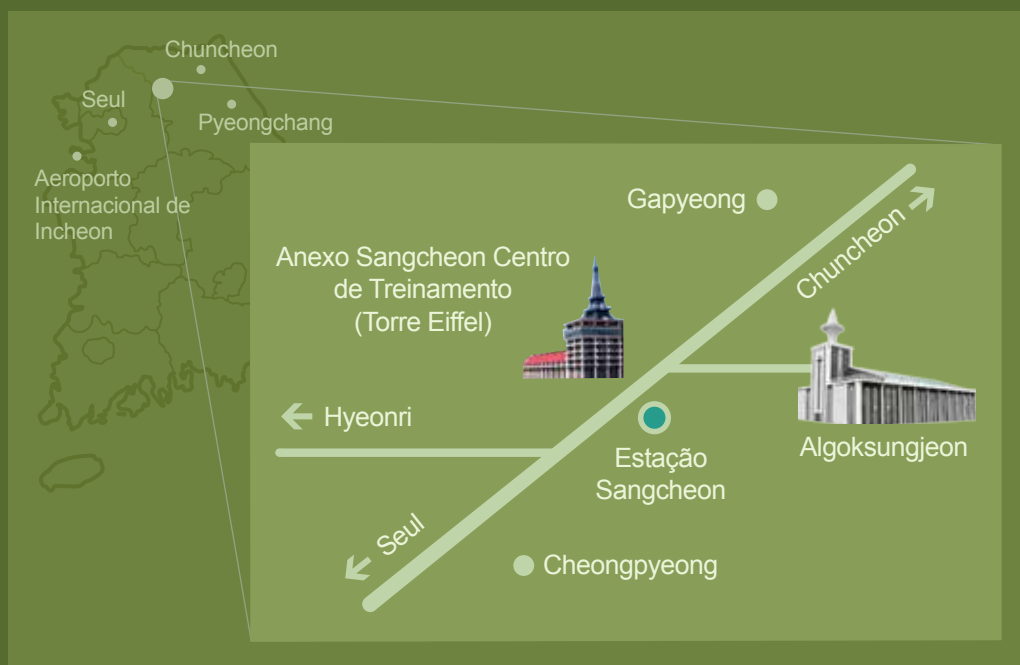 Chuncheon
Seul
Pyeongchang
Aeroporto
Internacional de
Incheon
Gapyeong
Chuncheon
Anexo Sangcheon Centro
de Treinamento
(Torre Eiffel)
Hyeonri
Algoksungjeon
Estação
Sangcheon
Seul
Cheongpyeong